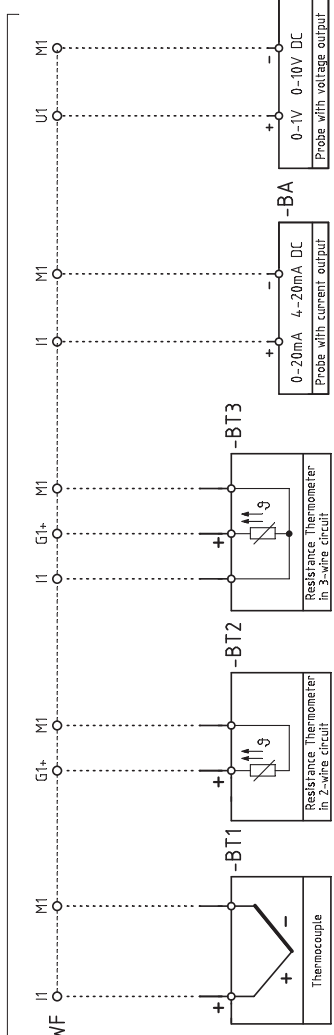 I1 M1
+
-BT1
+ −
Thermocouple
G1+ M1
+
-BT2
ϑ
Resistance Thermometer
in 2-wire circuit
I1 G1+ M1
+
-BT3
ϑ
Resistance Thermometer
in 3-wire circuit
I1 M1
+ −
0-20mA 4-20mA DC
Probe with current output
-BA
U1 M1
+ −
0-1V 0-10V DC
Probe with voltage output